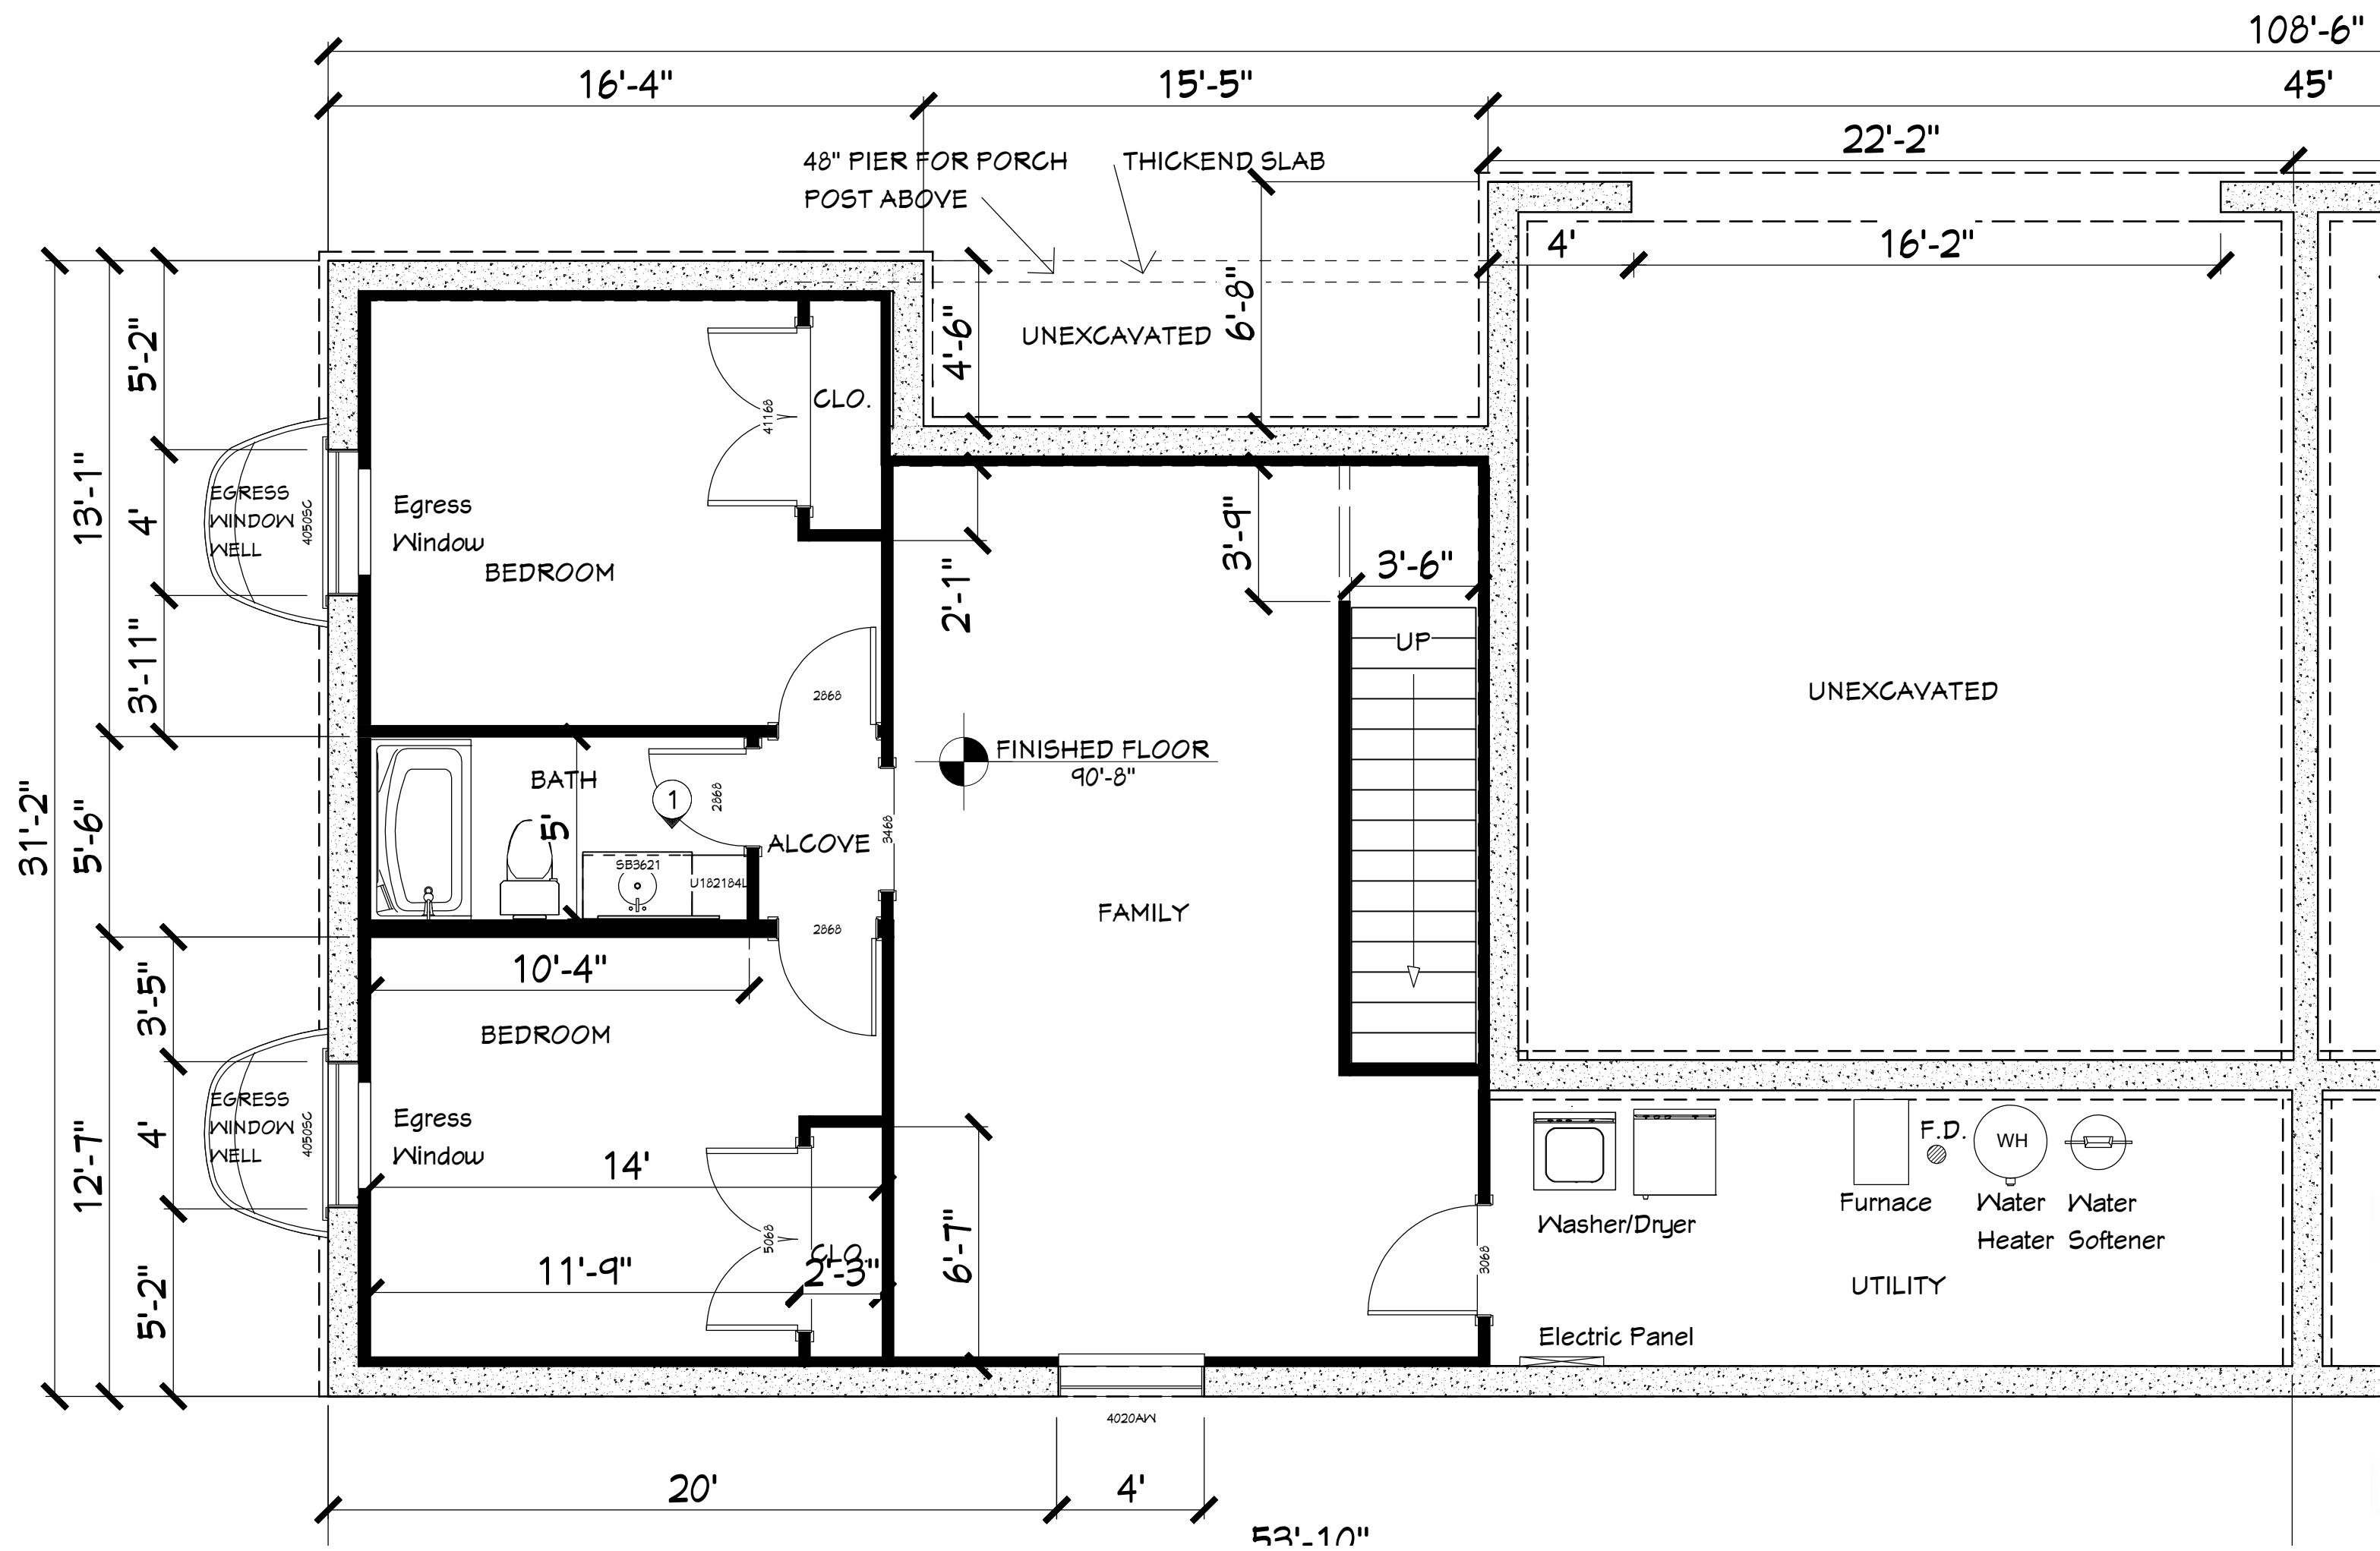 108'-6"
16'-4"
15'-5"
45'
22'-2"
48" PIER FOR PORCH
POST ABOVE
THICKEND SLAB
4'
16'-2"
6'-8"
4'-6"
UNEXCAVATED
5'-2"
CLO.
41168
13'-1"
4'
EGRESS
WINDOW
WELL
4050SC
Egress
Window
BEDROOM
3'-9"
3'-6"
2'-1"
UP
3'-11"
2868
UNEXCAVATED
FINISHED FLOOR
90'-8"
BATH
1
2868
5'
ALCOVE
3468
31'-2"
5'-6"
SB3621
U182184L
FAMILY
2868
10'-4"
3'-5"
BEDROOM
EGRESS
WINDOW
WELL
4050SC
4'
12'-7"
Egress
Window
14'
F.D.
WH
Furnace
Water
Heater
Water
Softener
Washer/Dryer
5068
CLO.
11'-9"
2'-3"
6'-7"
3068
UTILITY
5'-2"
Electric Panel
4020AW
20'
4'
53'-10"